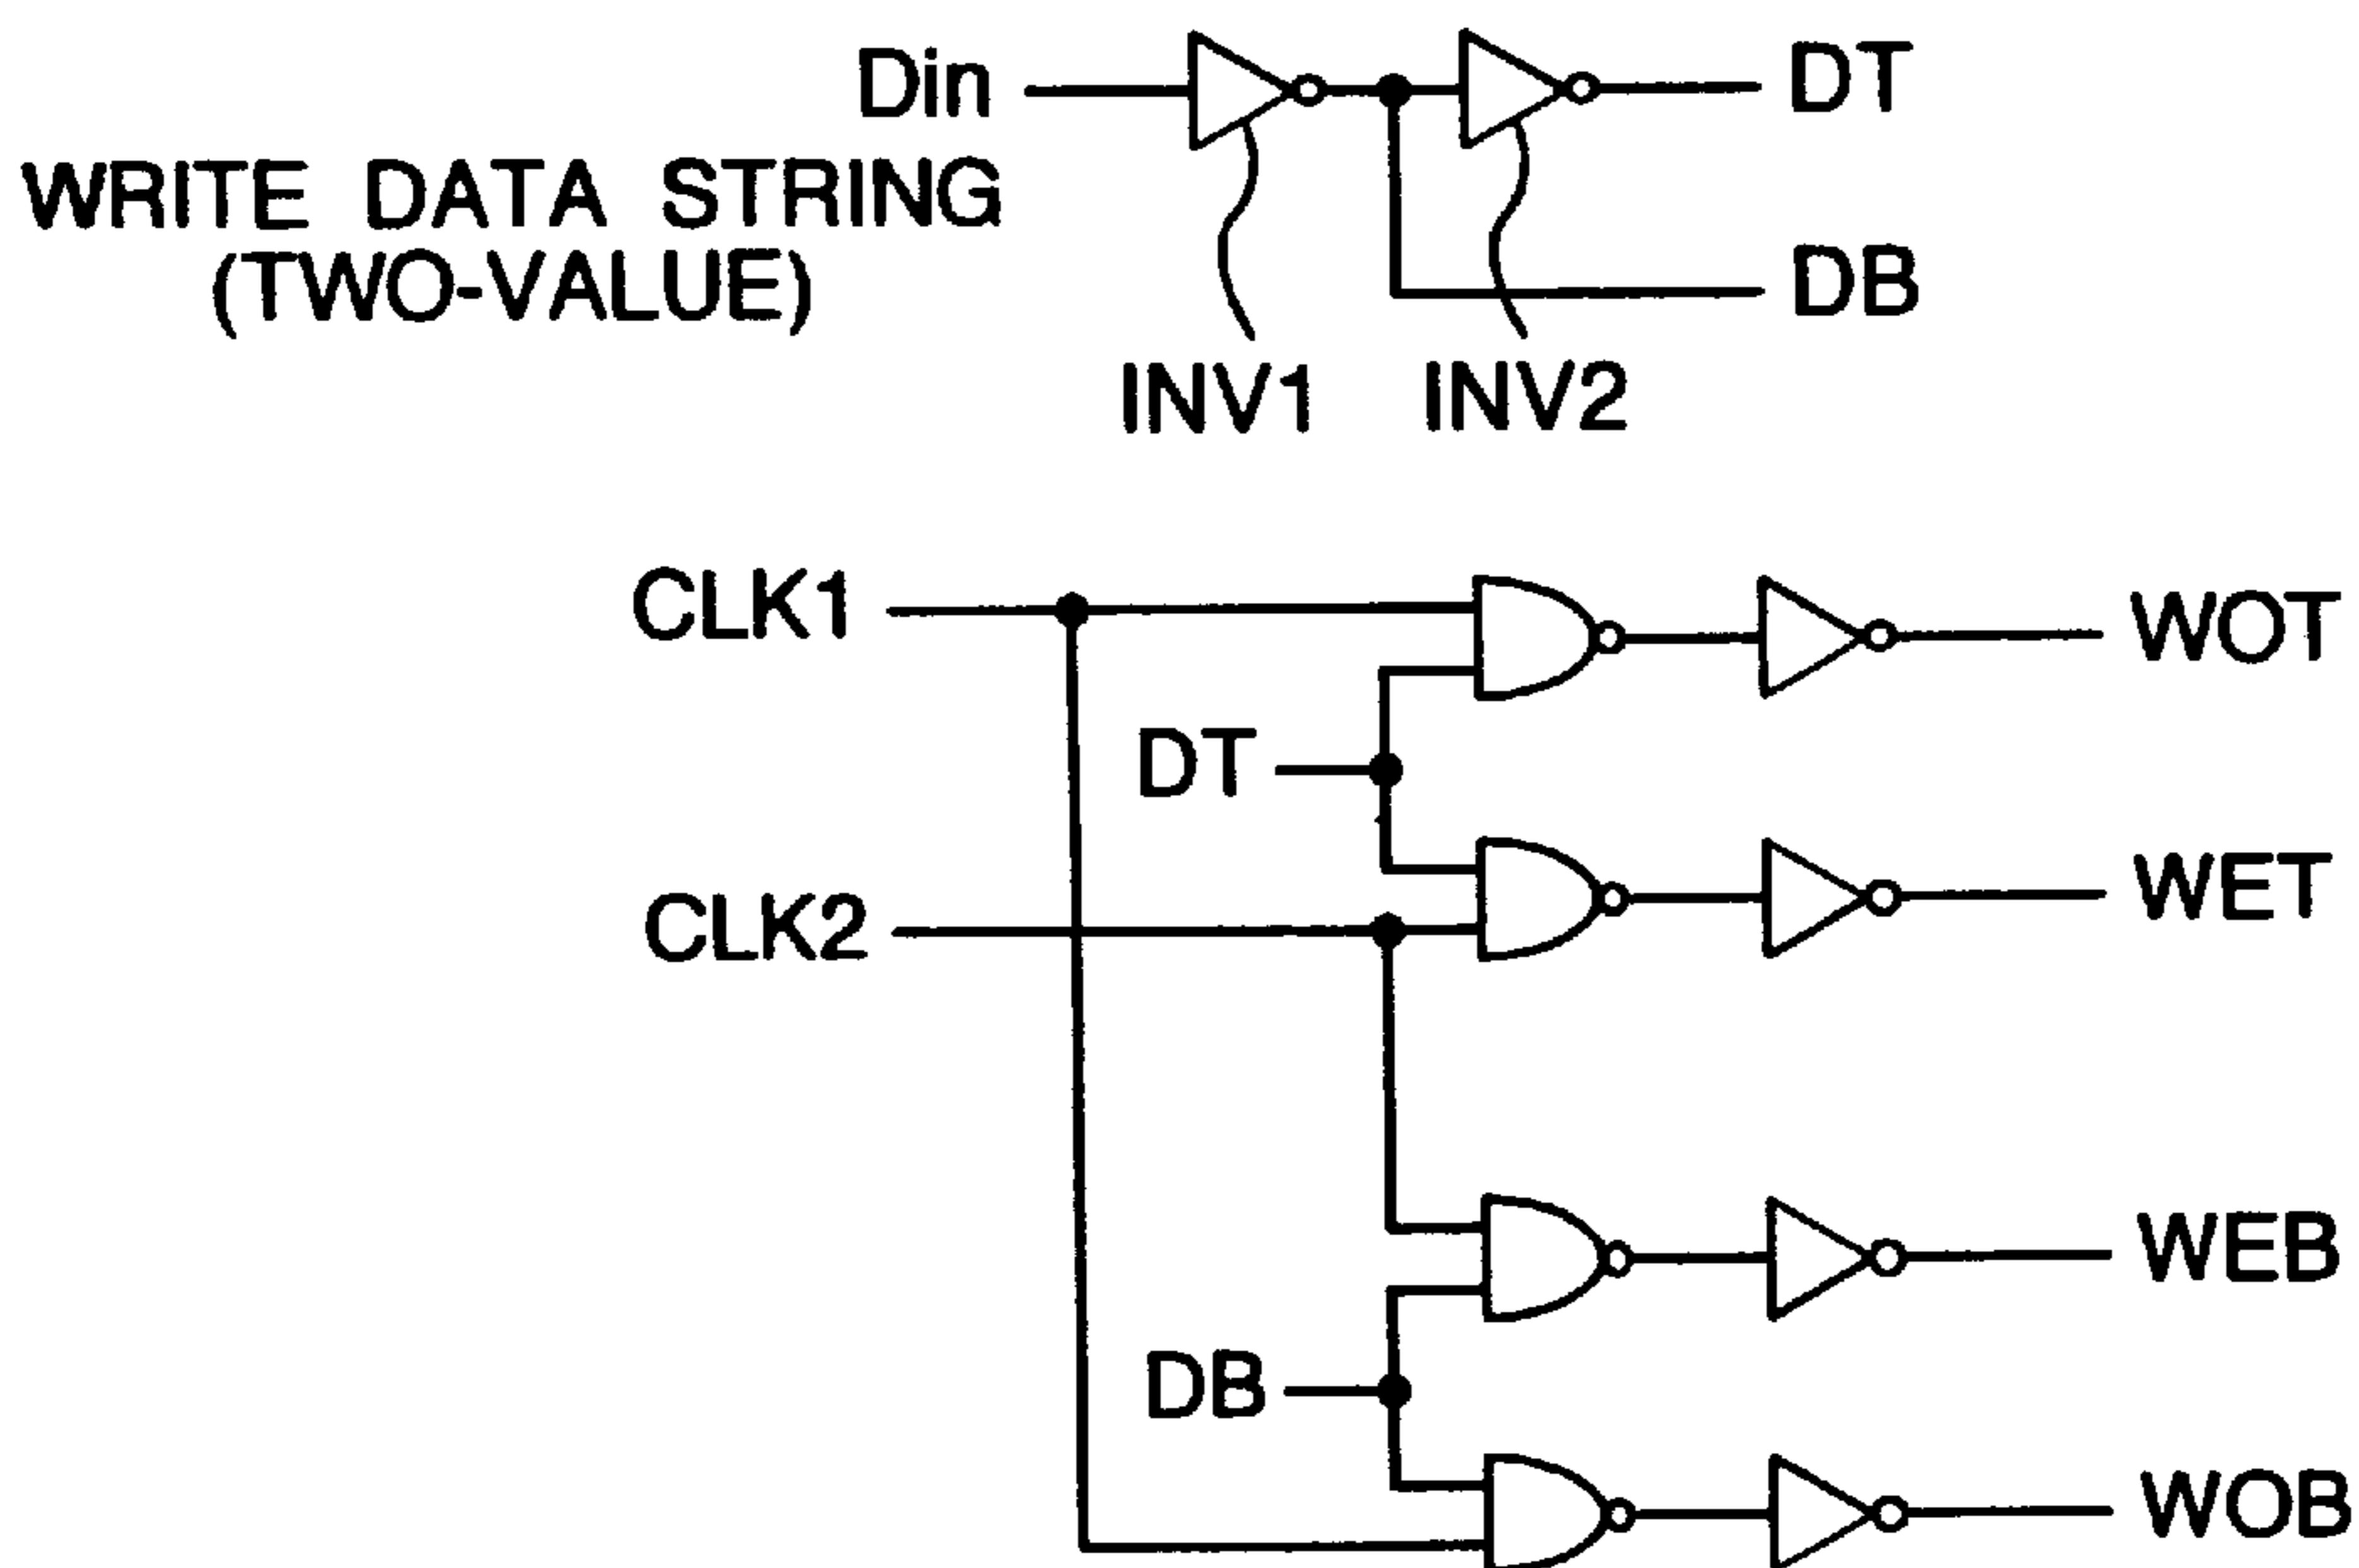 Din
DT
WRITE DATA STRING
(TWO-VALUE)
DB
INV1
INV2
CLK1
WOT
DT
CLK2
WET
WEB
DB
WOB